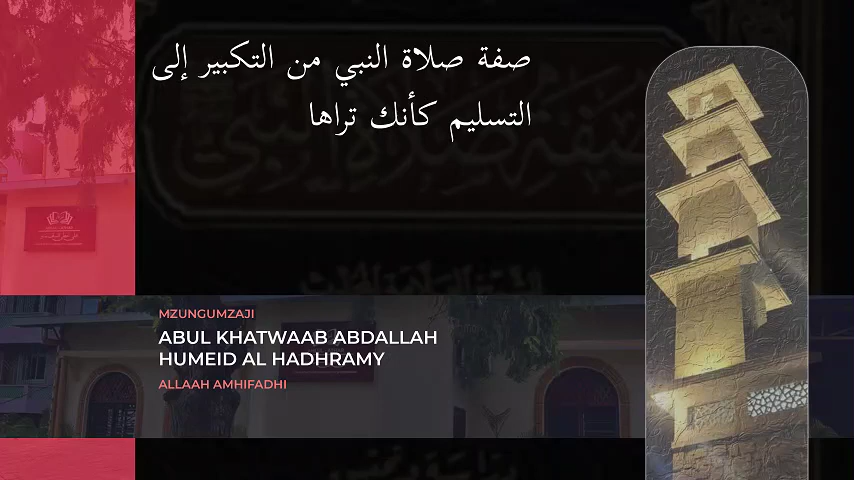 صفة صلاة النبي من التكبير إلى
التسليم كأنك تراها
MZUNGUMZAJI
ABUL KHATWAAB ABDALLAH
HUMEID AL HADHRAMY
ALLAAH AMHIFADHI